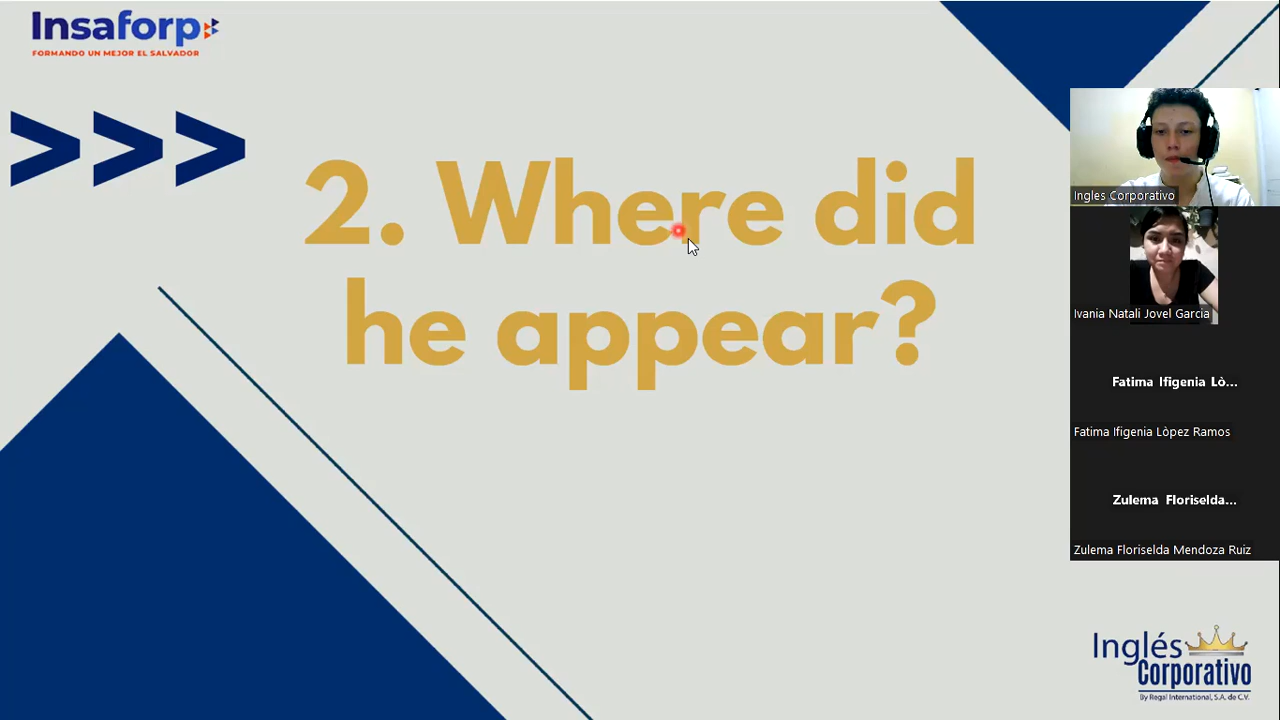 Insaforp
FORMANDO UN MEJOR EL SALVADOR
>>>
2. Where did
he appear?
Ingles Corporativo
Ivania Natali Jovel Garcia
Fatima Ifigenia Lò...
Fatima Ifigenia Lòpez Ramos
Zulema Floriselda...
Zulema Floriselda Mendoza Ruiz
Inglés
Corporativo
By Regal International, S.A. de C.V.